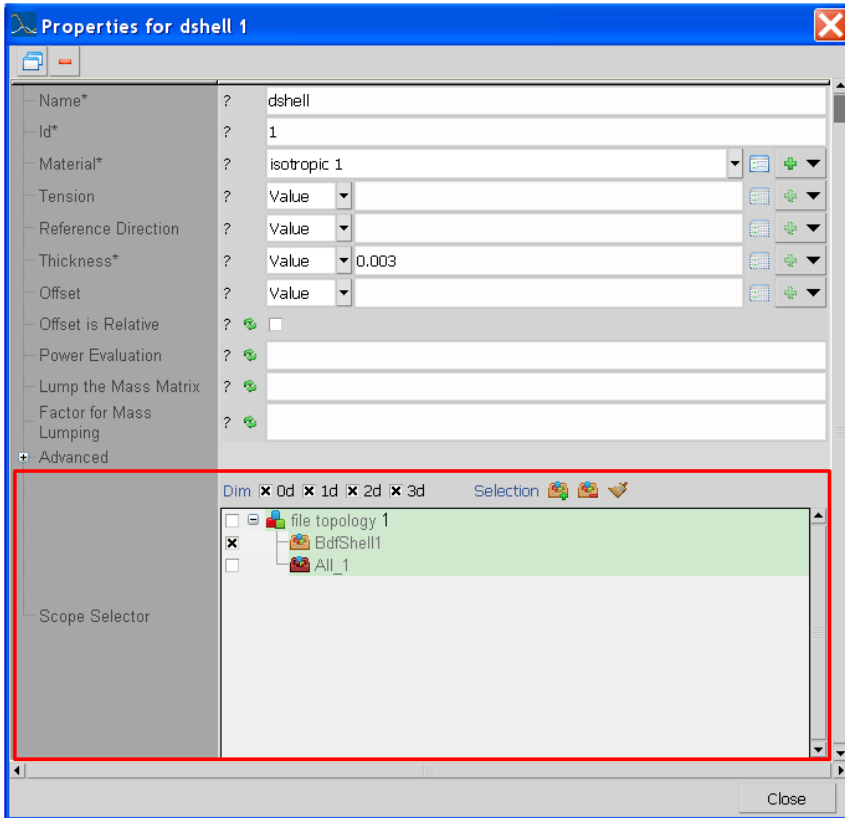 Properties for dshell 1
Name* ? dshell
Id* ? 1
Material* ? isotropic 1
Tension ? Value
Reference Direction ? Value
Thickness* ? Value 0.003
Offset ? Value
Offset is Relative ?
Power Evaluation ?
Lump the Mass Matrix ?
Factor for Mass
Lumping ?
Advanced
Dim 0d 1d 2d 3d Selection
file topology 1
BdfShell1
All_1
Scope Selector
Close